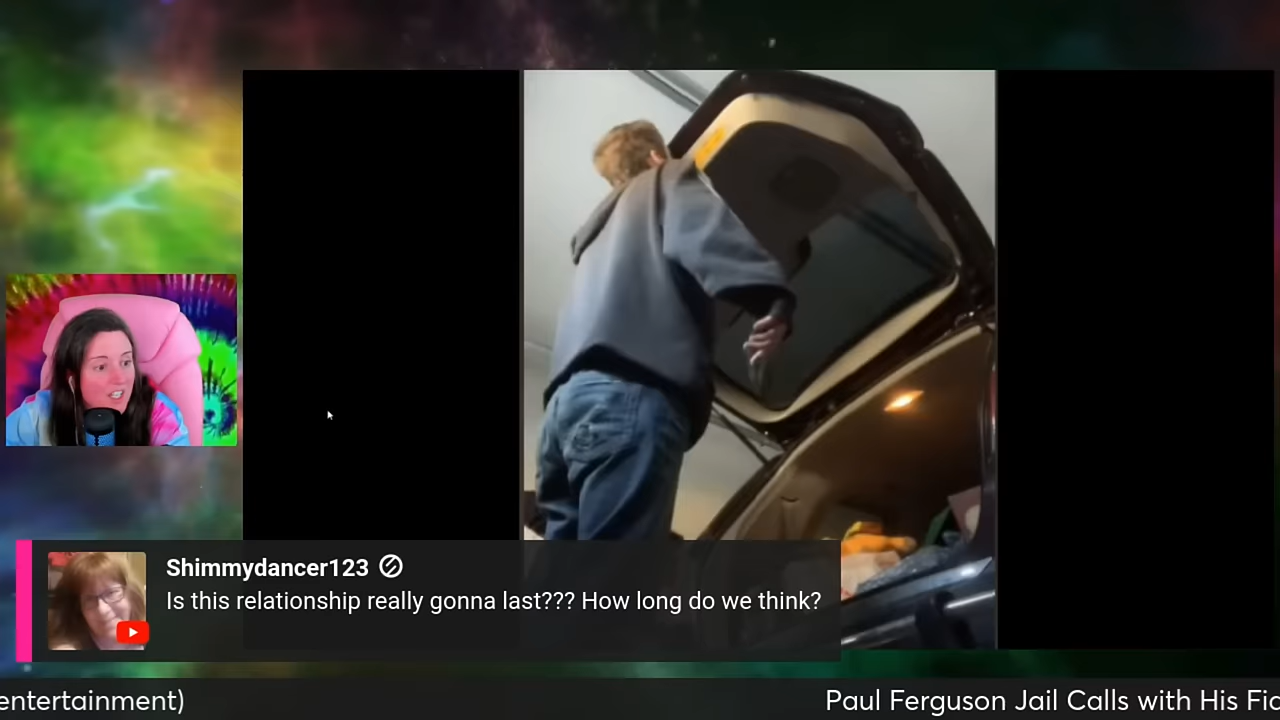 Shimmydancer123
Is this relationship really gonna last??? How long do we think?
entertainment)
Paul Ferguson Jail Calls with His Fic